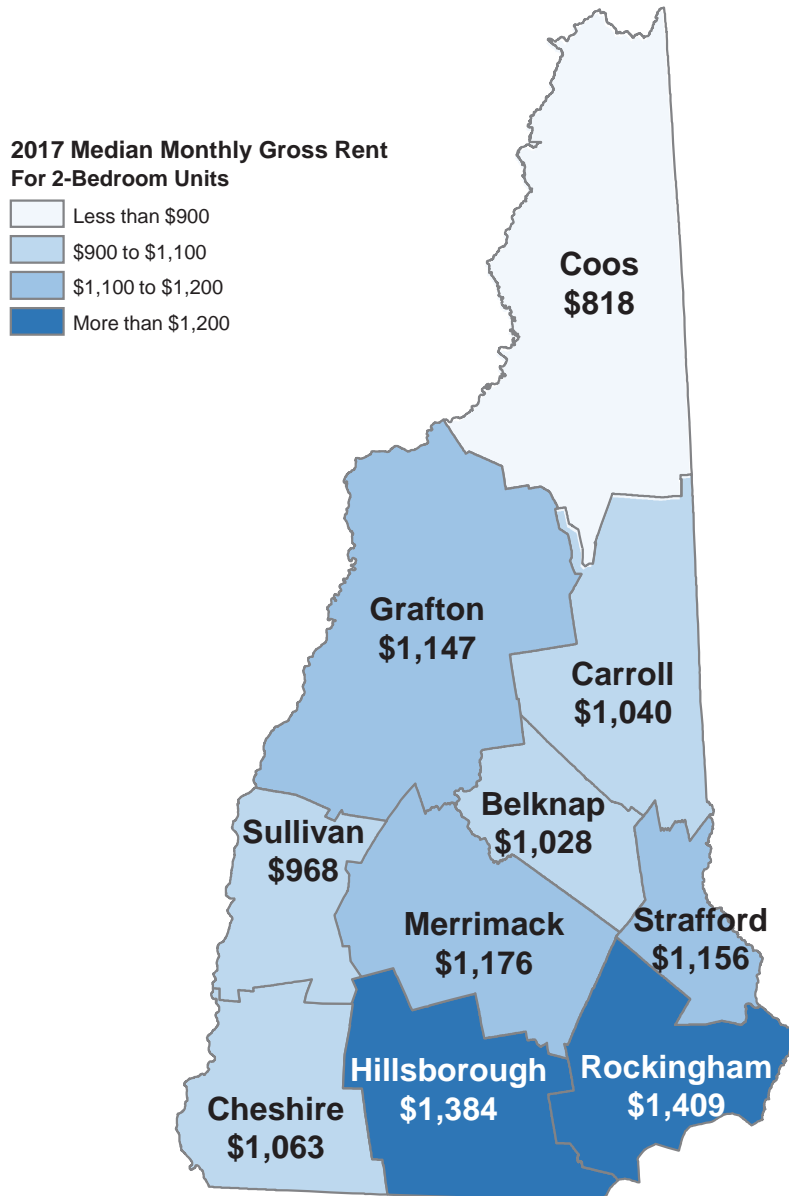 2017 Median Monthly Gross Rent
For 2-Bedroom Units
Less than $900
$900 to $1,100
$1,100 to $1,200
More than $1,200
Coos
$818
Grafton
$1,147
Carroll
$1,040
Belknap
$1,028
Sullivan
$968
Merrimack
$1,176
Strafford
$1,156
Hillsborough
$1,384
Rockingham
$1,409
Cheshire
$1,063